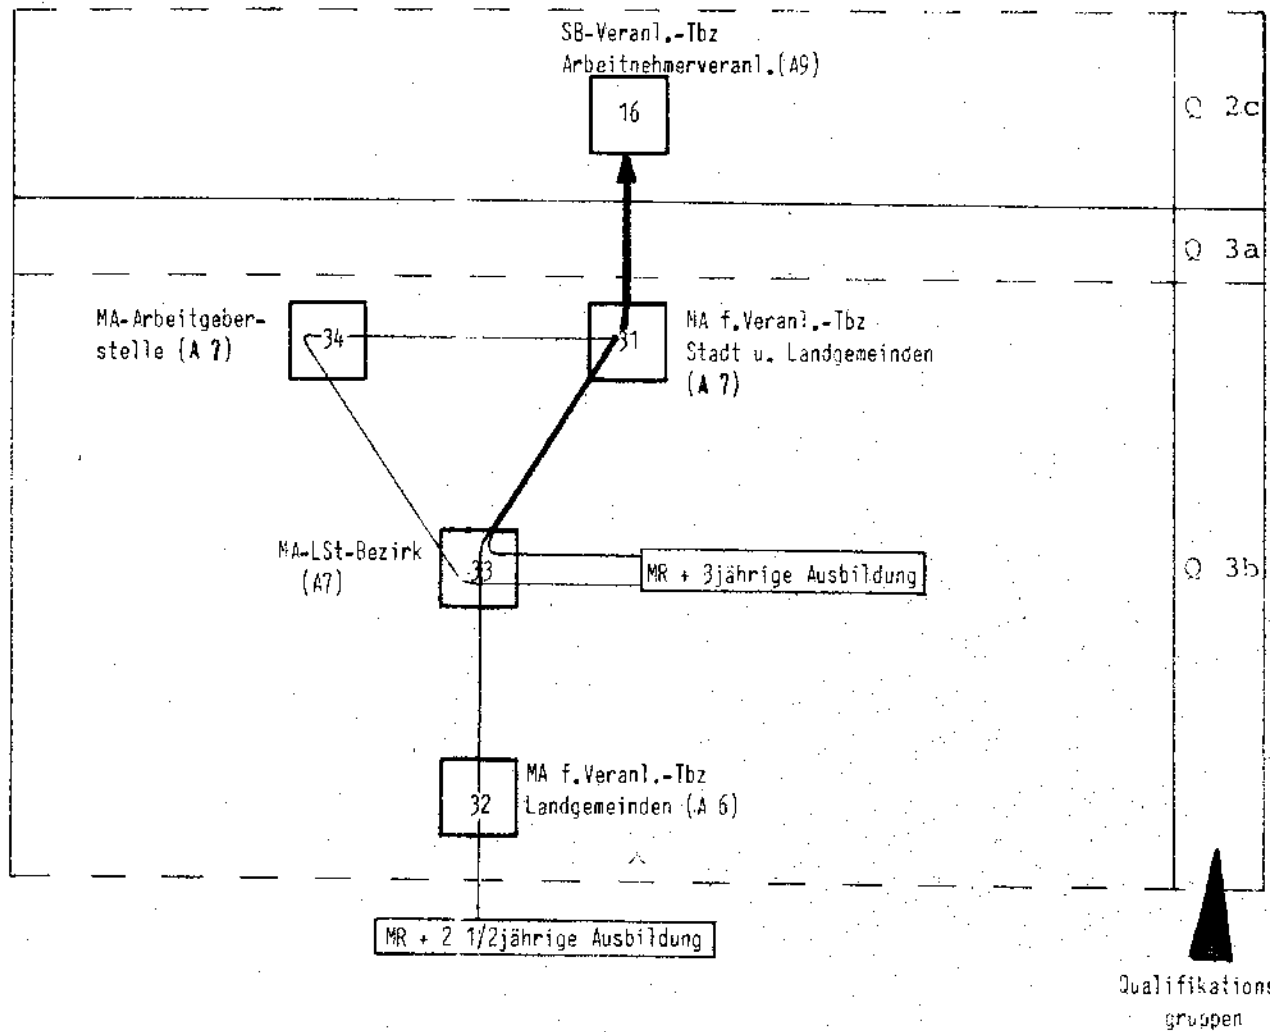 SB-Veranl.-Tbz
Arbeitnehmerveranl.(A9)
16
Q 2c
Q 3a
MA-Arbeitgeber-
stelle (A 7)
34
31
MA f.Veranl.-Tbz
Stadt u. Landgemeinden
(A 7)
MA-LSt-Bezirk
(A7)
33
MR + 3jährige Ausbildung
Q 3b
32
MA f.Veranl.-Tbz
Landgemeinden (A 6)
MR + 2 1/2jährige Ausbildung
Qualifikations
gruppen